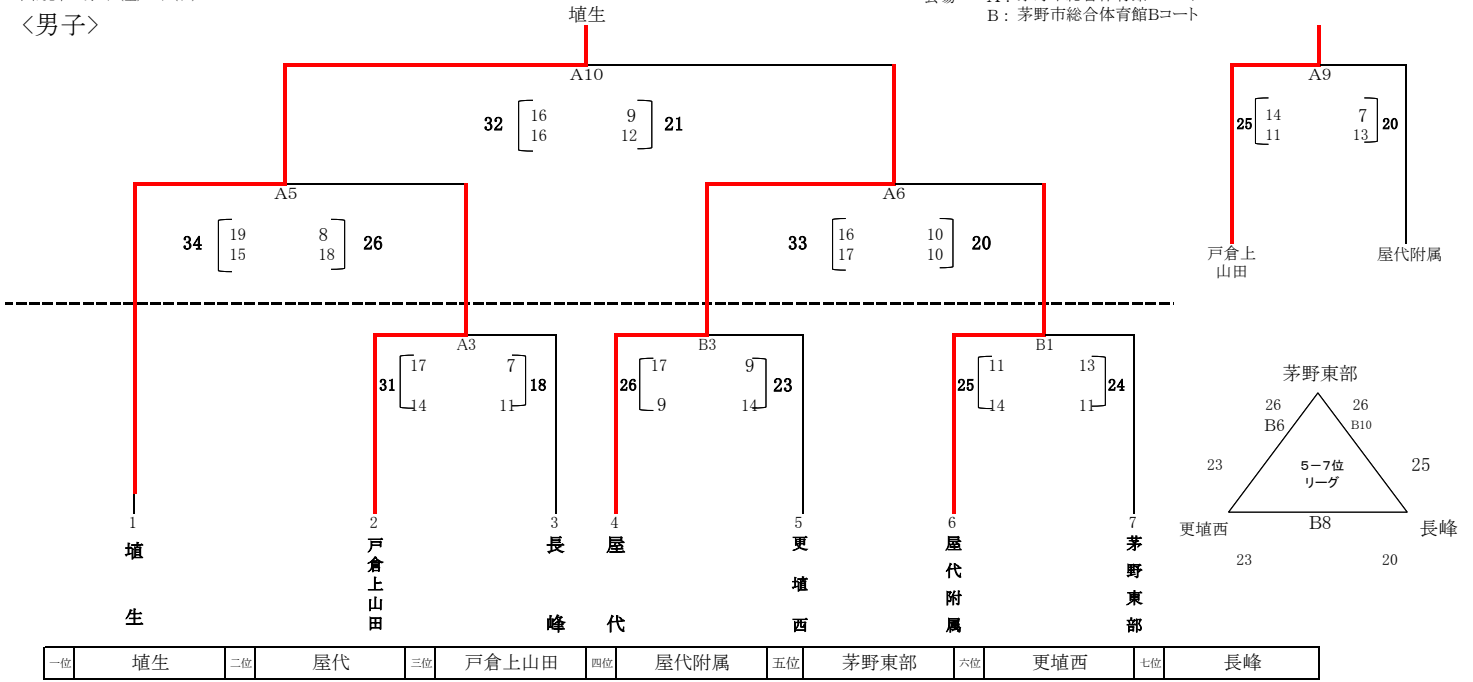 <男子>
埴生
B: 茅野市総合体育館Bコート
A10
A9
32 16 9 21
16 12
25 14 7 20
11 13
A5
A6
34 19 8 26
15 18
33 16 10 20
17 10
戸倉上
山田
屋代附属
A3
B3
B1
31 17 7 18
14 11
26 17 9 23
9 14
25 11 13 24
14 11
茅野東部
26 26
B6 B10
23 25
5-7位
リーグ
更埴西 B8 長峰
23 20
1 2 3 4 5 6 7
埴生
戸倉上山田
長峰
屋代
更埴西
屋代附属
茅野東部
一位 埴生 二位 屋代 三位 戸倉上山田 四位 屋代附属 五位 茅野東部 六位 更埴西 七位 長峰